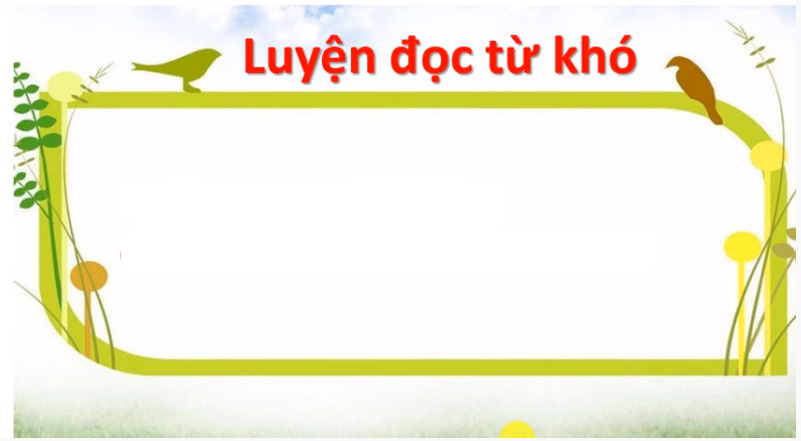 Luyện đọc từ khó